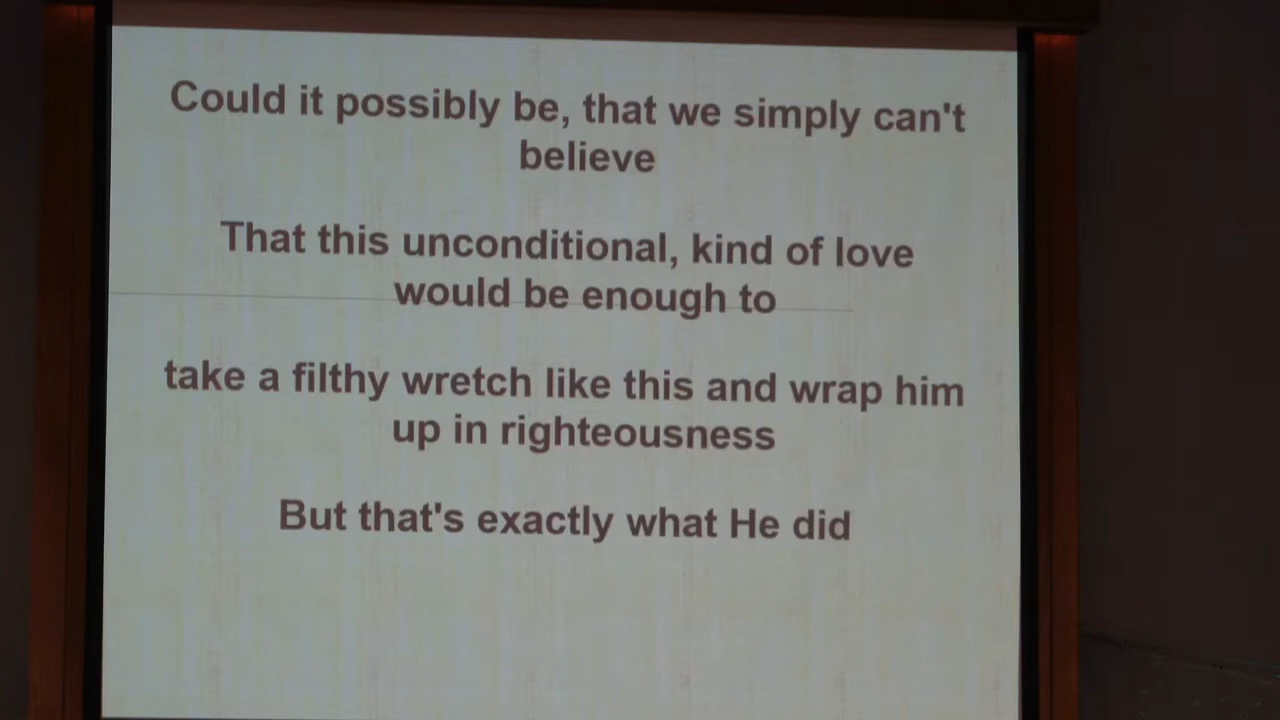 Could it possibly be, that we simply can't
believe
That this unconditional, kind of love
would be enough to
take a filthy wretch like this and wrap him
up in righteousness
But that's exactly what He did